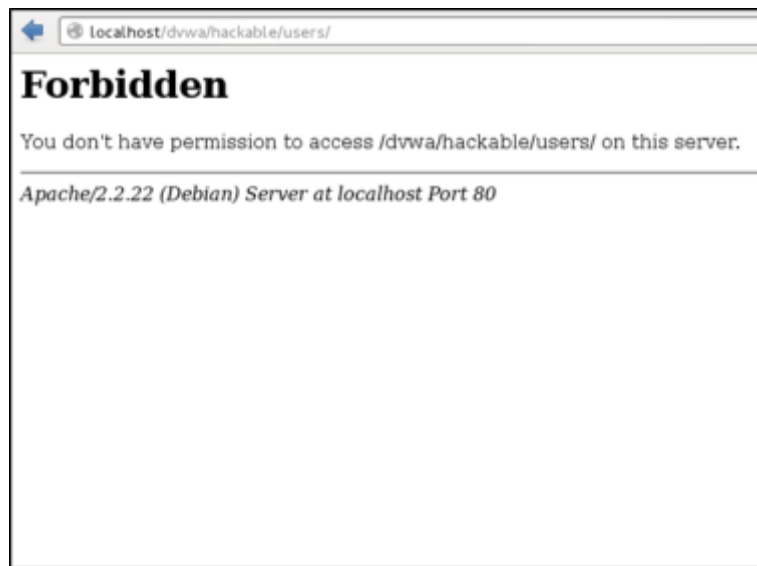 localhost/dvwa/hackable/users/
Forbidden
You don't have permission to access /dvwa/hackable/users/ on this server.
Apache/2.2.22 (Debian) Server at localhost Port 80